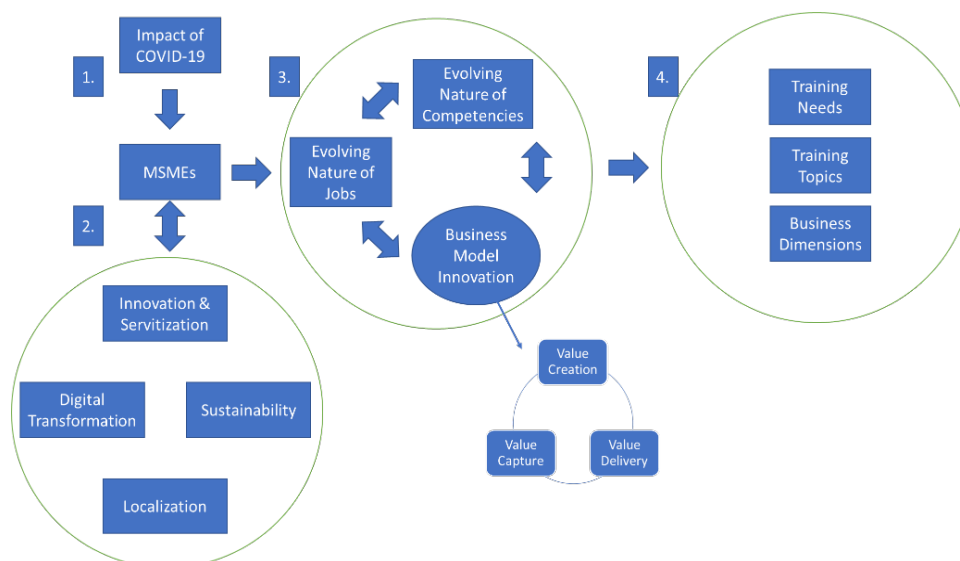 1.
Impact of
COVID-19
MSMEs
2.
Innovation &
Servitization
Digital
Transformation
Sustainability
Localization
3.
Evolving
Nature of
Competencies
Evolving
Nature of
Jobs
Business
Model
Innovation
Value
Creation
Value
Capture
Value
Delivery
4.
Training
Needs
Training
Topics
Business
Dimensions